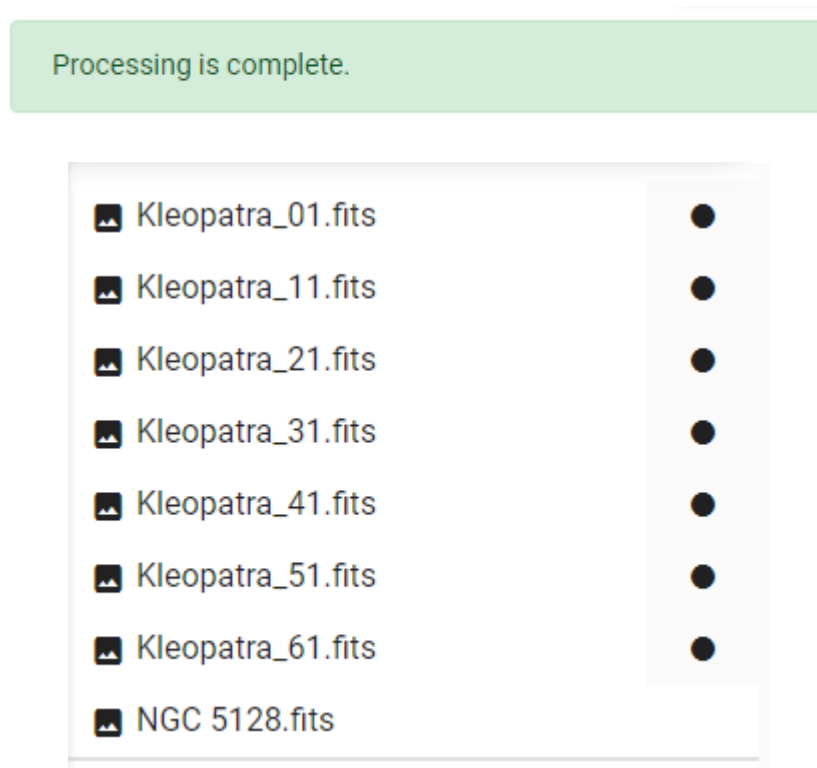 Processing is complete.
Kleopatra_01.fits
Kleopatra_11.fits
Kleopatra_21.fits
Kleopatra_31.fits
Kleopatra_41.fits
Kleopatra_51.fits
Kleopatra_61.fits
NGC 5128.fits